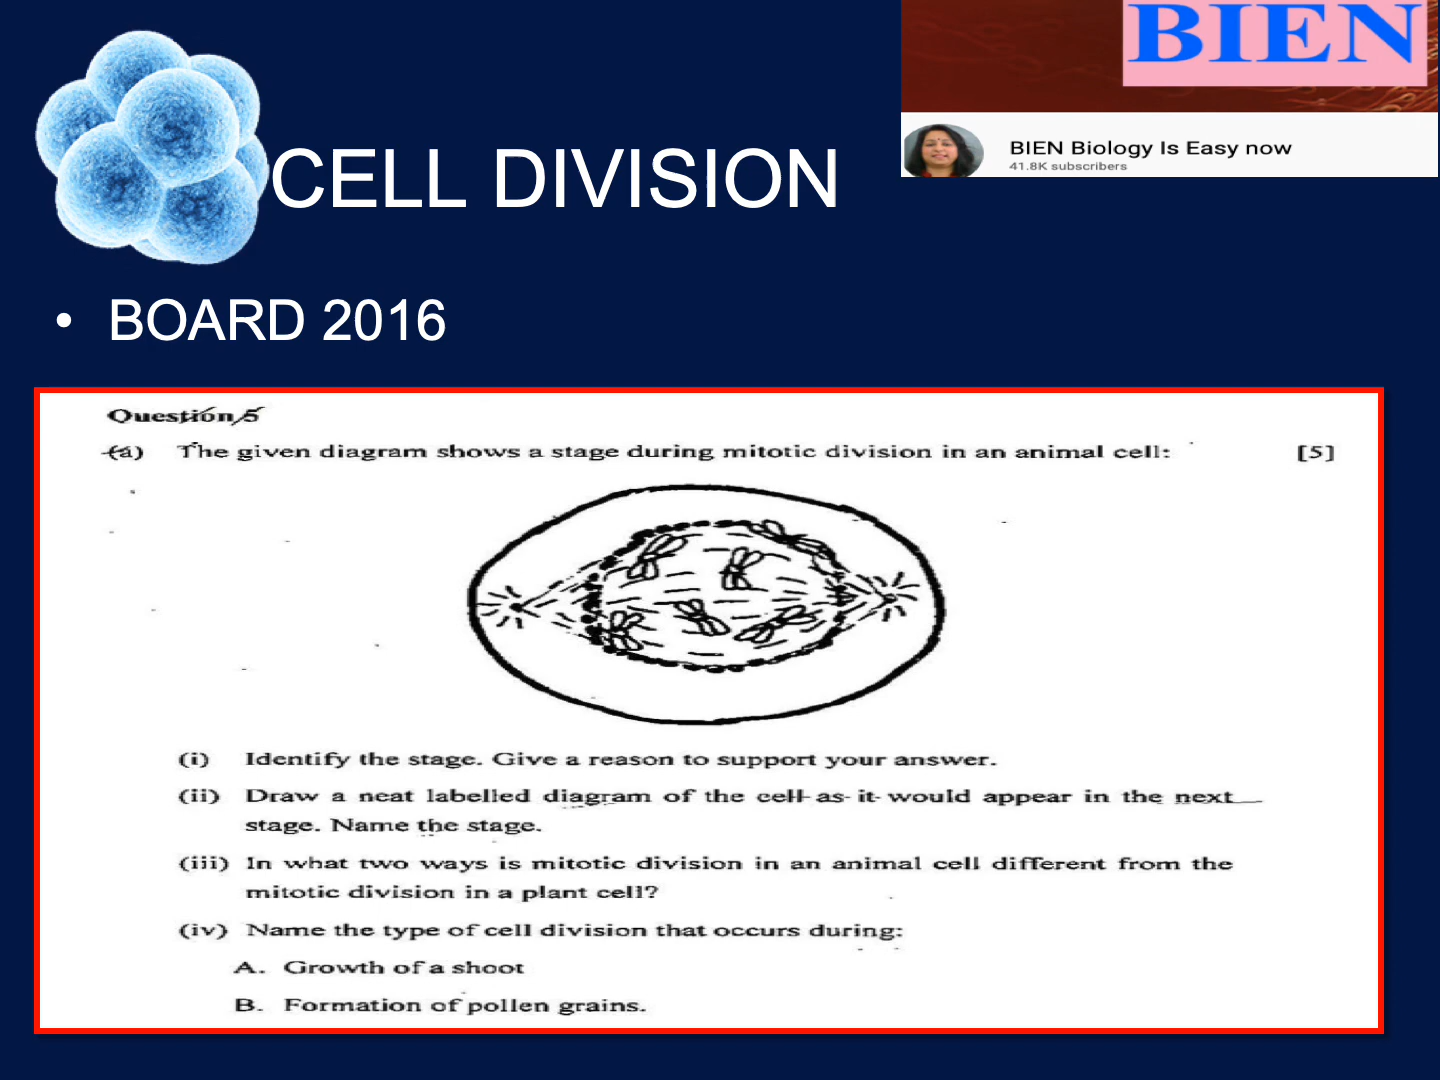 BIEN
BIEN Biology Is Easy now
41.8K subscribers
CELL DIVISION
• BOARD 2016
Question 5
(a) The given diagram shows a stage during mitotic division in an animal cell: [5]
(i) Identify the stage. Give a reason to support your answer.
(ii) Draw a neat labelled diagram of the cell as it would appear in the next
stage. Name the stage.
(iii) In what two ways is mitotic division in an animal cell different from the
mitotic division in a plant cell?
(iv) Name the type of cell division that occurs during:
A. Growth of a shoot
B. Formation of pollen grains.